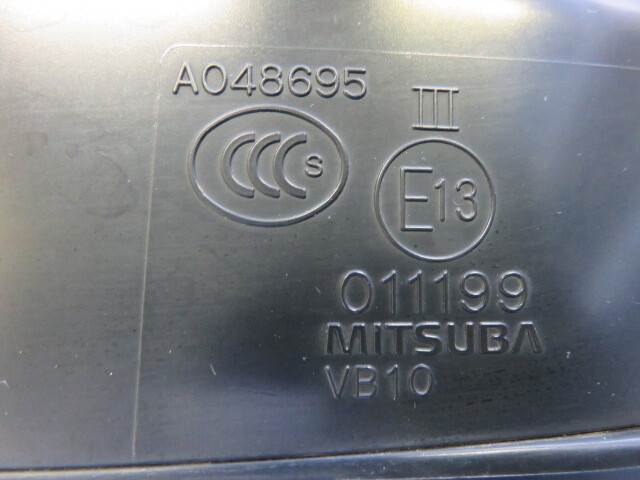 A048695
III
CCC S
E13
011199
MITSUBA
VB10